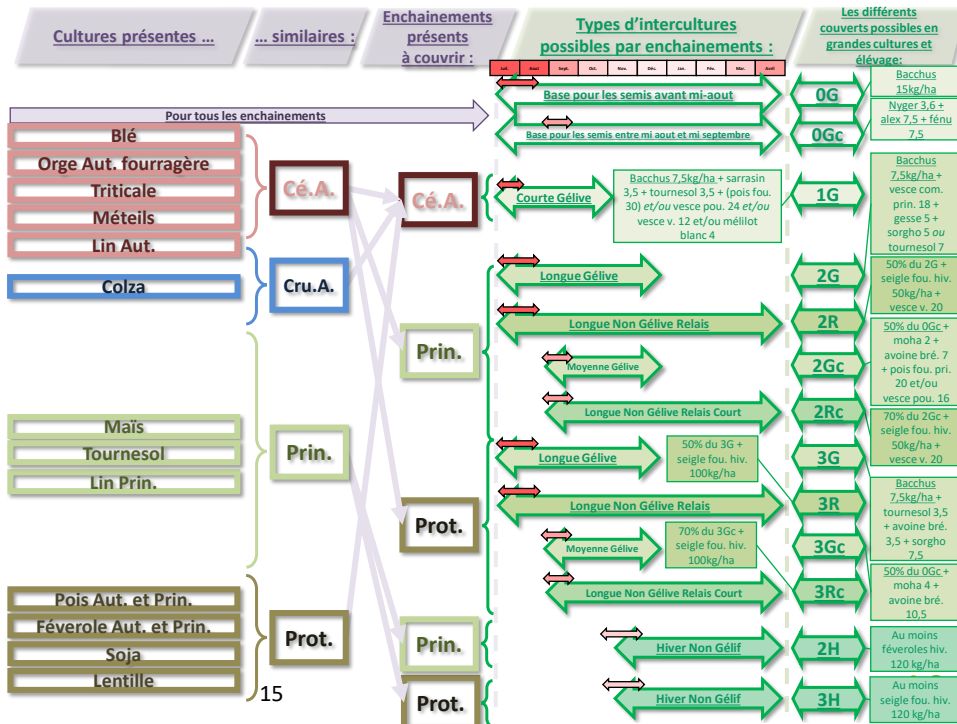 Cultures présentes …
… similaires :
Enchainements
présents
à couvrir :
Types d’intercultures
possibles par enchainements :
Les différents
couverts possibles en
grandes cultures et
élevage:
Juil. Aout Sept. Oct. Nov. Déc. Jan. Fév. Mar. Avril
Pour tous les enchainements
Base pour les semis avant mi-aout
0G
Bacchus
15kg/ha
Base pour les semis entre mi aout et mi septembre
0Gc
Nyger 3,6 +
alex 7,5 + fénu
7,5
Blé
Orge Aut. fourragère
Triticale
Méteils
Lin Aut.
Colza
Maïs
Tournesol
Lin Prin.
Pois Aut. et Prin.
Féverole Aut. et Prin.
Soja
Lentille
Cé.A.
Cru.A.
Prin.
Prot.
15
Cé.A.
Prin.
Prot.
Prin.
Prot.
Courte Gélive
Bacchus 7,5kg/ha + sarrasin
3,5 + tournesol 3,5 + (pois fou.
30) et/ou vesce pou. 24 et/ou
vesce v. 12 et/ou mélilot
blanc 4
1G
Longue Gélive
2G
Bacchus
7,5kg/ha +
vesce com.
prin. 18 +
gesse 5 +
sorgho 5 ou
tournesol 7
Longue Non Gélive Relais
2R
50% du 2G +
seigle fou. hiv.
50kg/ha +
vesce v. 20
Moyenne Gélive
2Gc
50% du 0Gc +
moha 2 +
avoine bré. 7
+ pois fou. pri.
20 et/ou
vesce pou. 16
Longue Non Gélive Relais Court
2Rc
70% du 2Gc +
seigle fou. hiv.
50kg/ha +
vesce v. 20
Longue Gélive
50% du 3G +
seigle fou. hiv.
100kg/ha
3G
Bacchus
7,5kg/ha +
tournesol 3,5
+ avoine bré.
3,5 + sorgho
7,5
Longue Non Gélive Relais
3R
Moyenne Gélive
70% du 3Gc +
seigle fou. hiv.
100kg/ha
3Gc
50% du 0Gc +
moha 4 +
avoine bré.
10,5
Longue Non Gélive Relais Court
3Rc
Hiver Non Gélif
2H
Au moins
féveroles hiv.
120 kg/ha
Hiver Non Gélif
3H
Au moins
seigle fou. hiv.
120 kg/ha